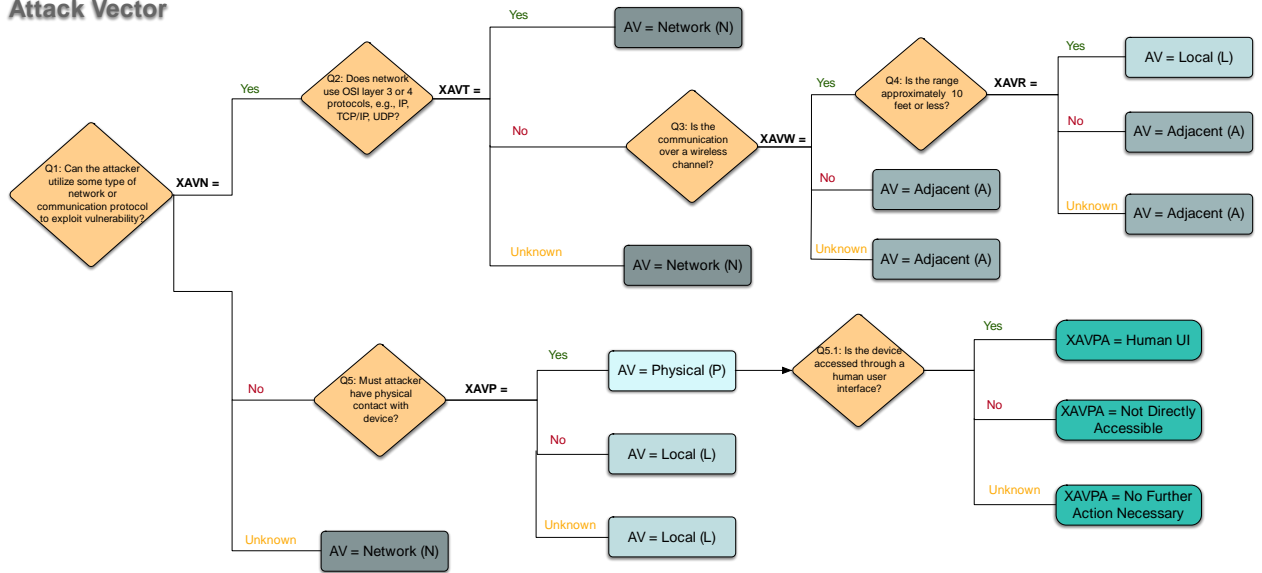 Attack Vector
Yes
AV = Network (N)
Q2: Does network
use OSI layer 3 or 4
protocols, e.g., IP,
TCP/IP, UDP?
XAVT =
Yes
Q4: Is the range
approximately 10
feet or less?
XAVR =
Yes
AV = Local (L)
Yes
No
Q3: Is the
communication
over a wireless
channel?
XAVW =
No
AV = Adjacent (A)
Q1: Can the attacker
utilize some type of
network or
communication protocol
to exploit vulnerability?
XAVN =
No
AV = Adjacent (A)
Unknown
AV = Adjacent (A)
Unknown
AV = Network (N)
Unknown
AV = Adjacent (A)
No
Q5: Must attacker
have physical
contact with
device?
XAVP =
Yes
AV = Physical (P)
Q5.1: Is the device
accessed through a
human user
interface?
Yes
XAVPA = Human UI
No
XAVPA = Not Directly
Accessible
No
AV = Local (L)
Unknown
XAVPA = No Further
Action Necessary
Unknown
AV = Network (N)
Unknown
AV = Local (L)